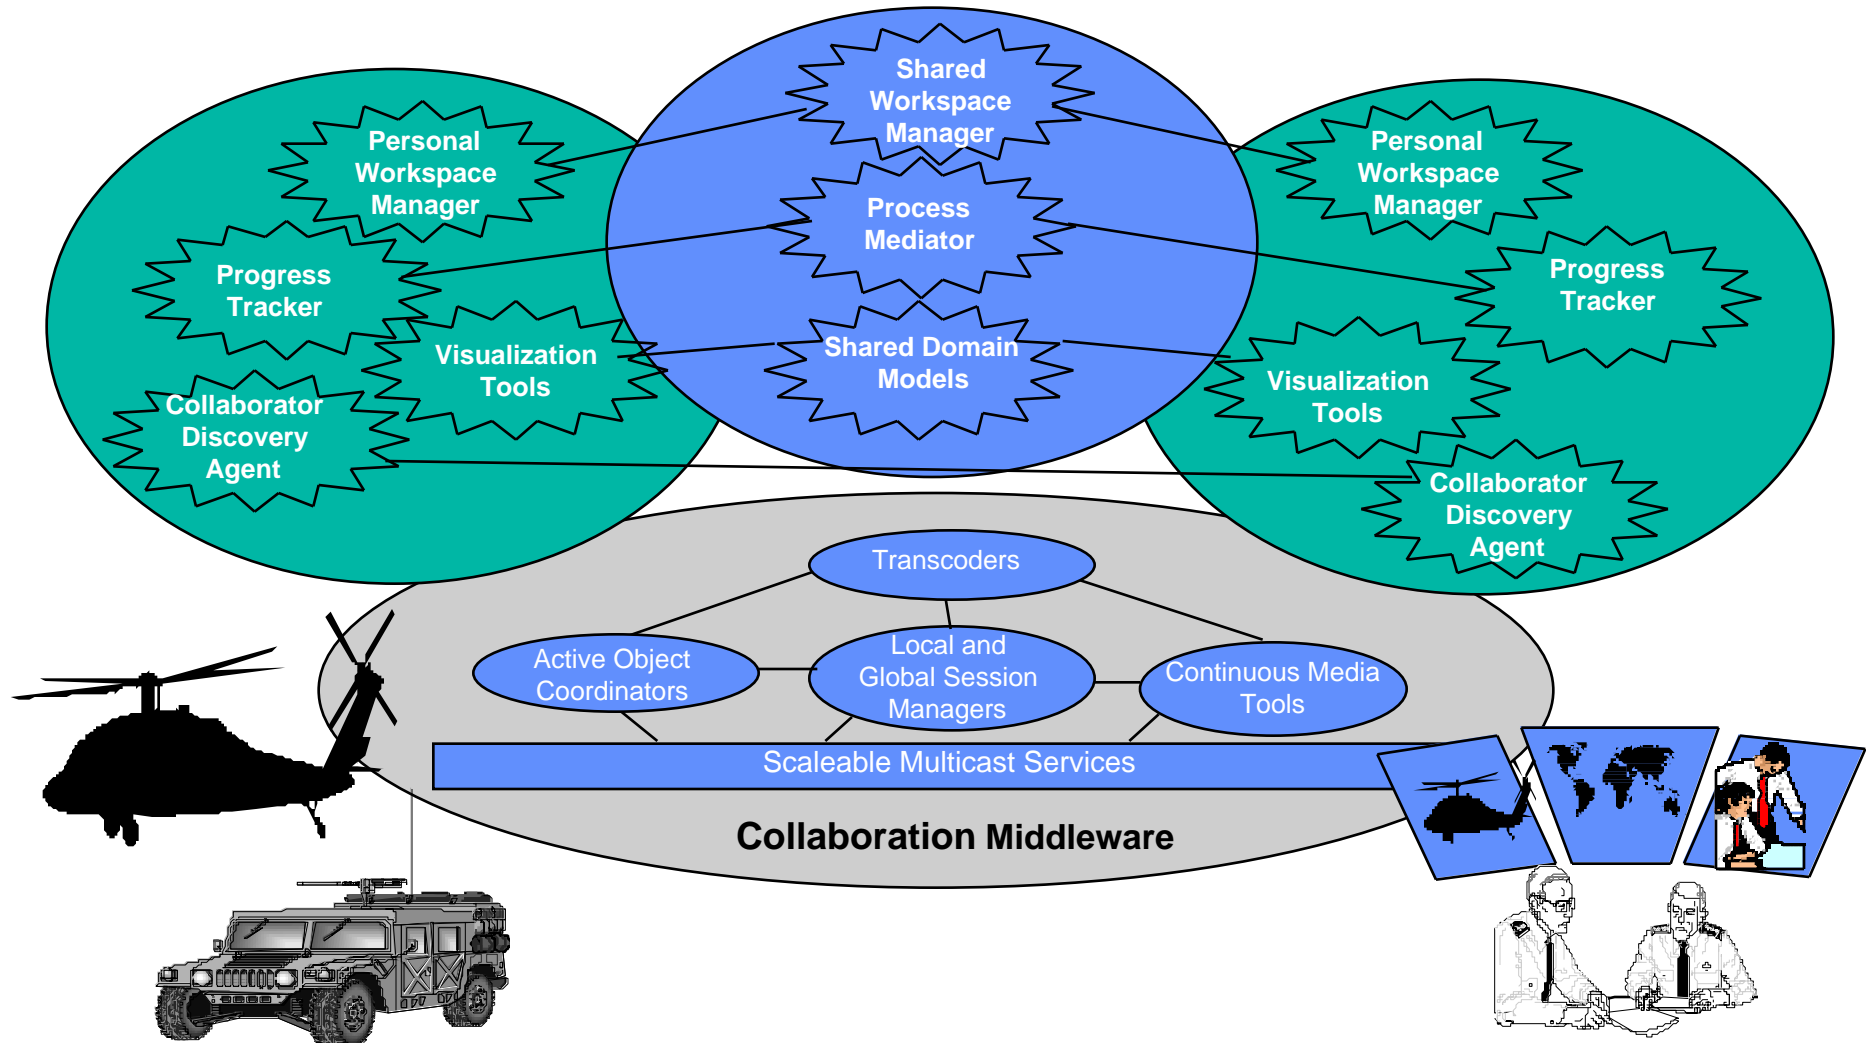 Shared
Workspace
Manager
Personal
Workspace
Manager
Personal
Workspace
Manager
Process
Mediator
Progress
Tracker
Progress
Tracker
Visualization
Tools
Shared Domain
Models
Visualization
Tools
Collaborator
Discovery
Agent
Collaborator
Discovery
Agent
Transcoders
Active Object
Coordinators
Local and
Global Session
Managers
Continuous Media
Tools
Scaleable Multicast Services
Collaboration Middleware